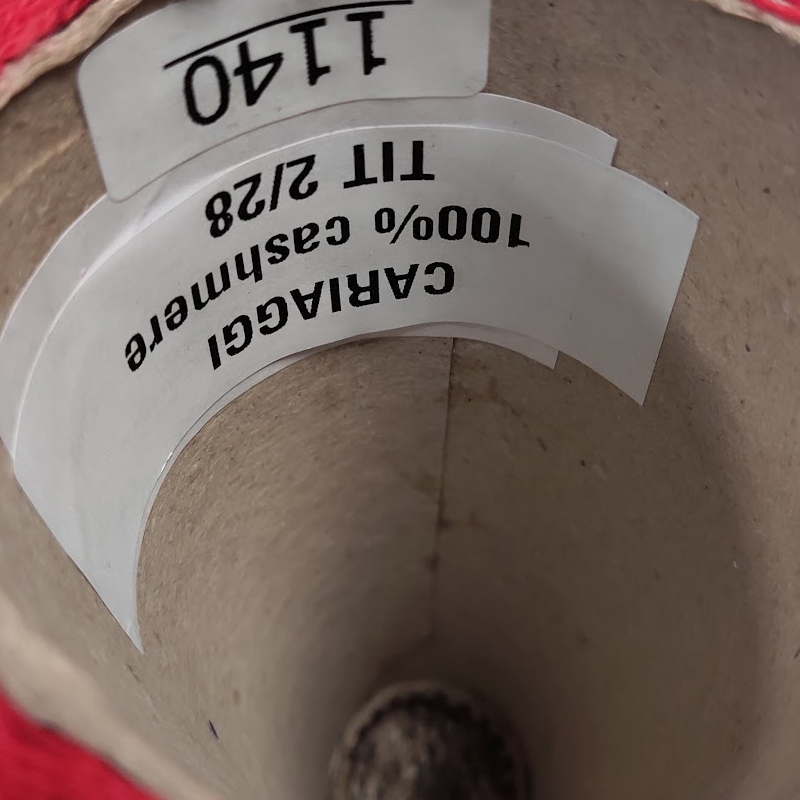 CARIAGGI
100% cashmere
TIT 2/28
1140